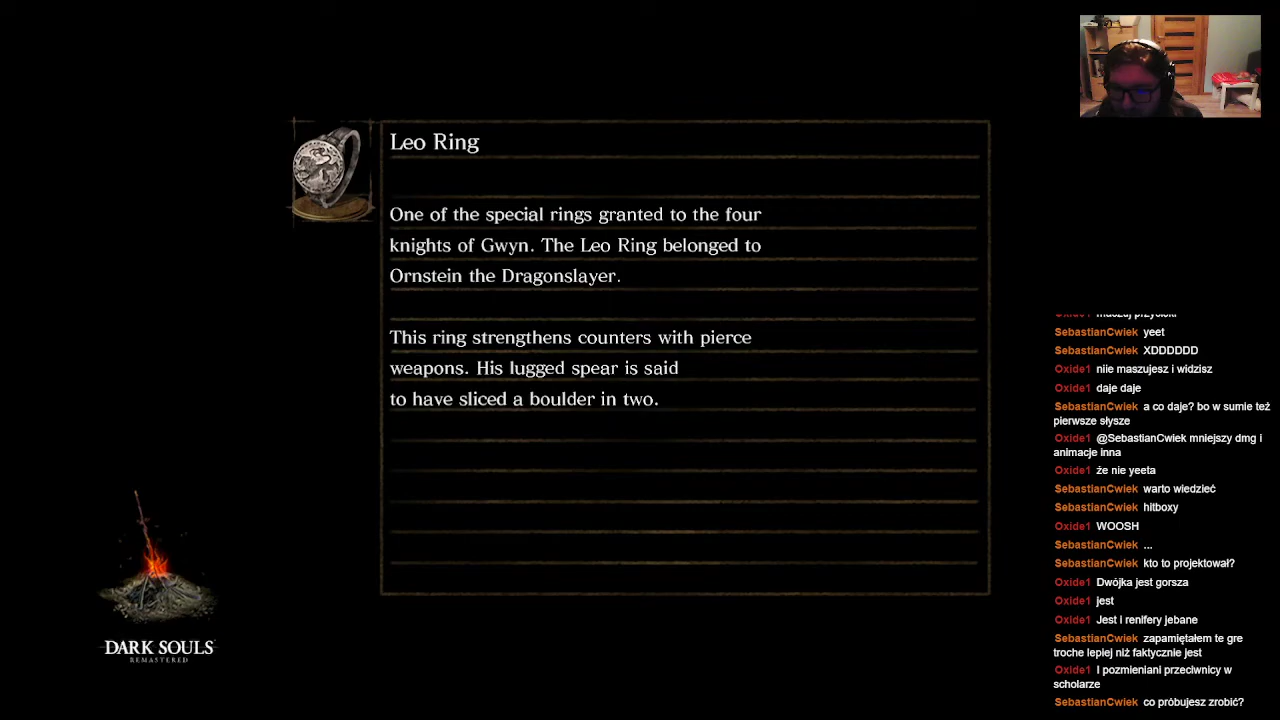 Leo Ring
One of the special rings granted to the four
knights of Gwyn. The Leo Ring belonged to
Ornstein the Dragonslayer.
This ring strengthens counters with pierce
weapons. His lugged spear is said
to have sliced a boulder in two.
DARK SOULS
REMASTERED
SebastianCwiek yeet
SebastianCwiek XDDDDDD
Oxide1 niie maszujesz i widzisz
Oxide1 daje daje
SebastianCwiek a co daje? bo w sumie też
pierwsze słysze
Oxide1 @SebastianCwiek mniejszy dmg i
animacje inna
Oxide1 że nie yeeta
SebastianCwiek warto wiedzieć
SebastianCwiek hitboxy
Oxide1 WOOSH
SebastianCwiek ...
SebastianCwiek kto to projektował?
Oxide1 Dwójka jest gorsza
Oxide1 jest
Oxide1 Jest i renifery jebane
SebastianCwiek zapamiętałem te gre
troche lepiej niż faktycznie jest
Oxide1 I pozmieniani przeciwnicy w
scholarze
SebastianCwiek co próbujesz zrobić?